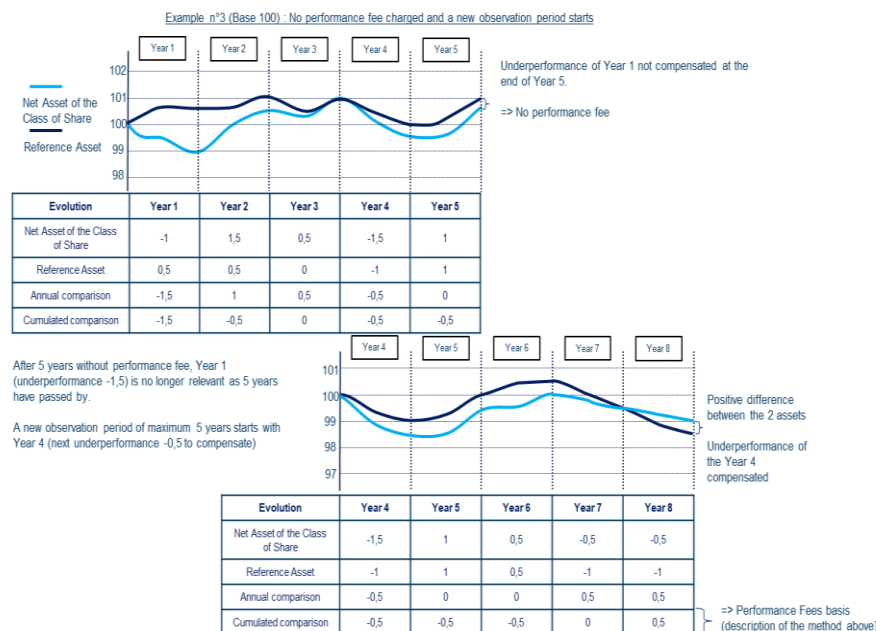 Example n°3 (Base 100) : No performance fee charged and a new observation period starts
Year 1 Year 2 Year 3 Year 4 Year 5
102
101
100
99
98
Net Asset of the
Class of Share
Reference Asset
Underperformance of Year 1 not compensated at the
end of Year 5.
=> No performance fee
Evolution Year 1 Year 2 Year 3 Year 4 Year 5
Net Asset of the Class
of Share -1 1,5 0,5 -1,5 1
Reference Asset 0,5 0,5 0 -1 1
Annual comparison -1,5 1 0,5 -0,5 0
Cumulated comparison -1,5 -0,5 0 -0,5 -0,5
After 5 years without performance fee, Year 1
(underperformance -1,5) is no longer relevant as 5 years
have passed by.
A new observation period of maximum 5 years starts with
Year 4 (next underperformance -0,5 to compensate)
Year 4 Year 5 Year 6 Year 7 Year 8
101
100
99
98
97
Positive difference
between the 2 assets
Underperformance of
the Year 4
compensated
Evolution Year 4 Year 5 Year 6 Year 7 Year 8
Net Asset of the Class
of Share -1,5 1 0,5 -0,5 -0,5
Reference Asset -1 1 0,5 -1 -1
Annual comparison -0,5 0 0 0,5 0,5
Cumulated comparison -0,5 -0,5 -0,5 0 0,5
=> Performance Fees basis
(description of the method above)